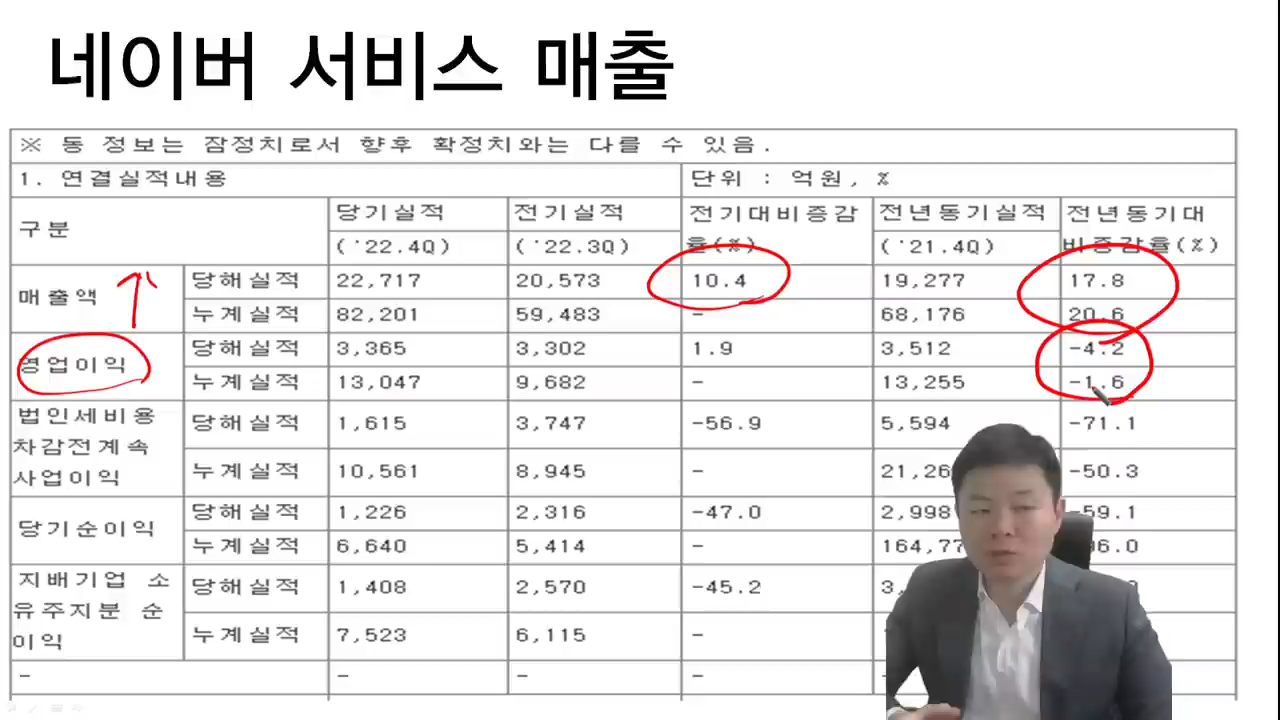 네이버 서비스 매출
※ 동 정보는 잠정치로서 향후 확정치와는 다를 수 있음.
1. 연결실적내용 단위 : 억원, %
구분 당기실적 전기실적 전기대비증감율(%) 전년동기실적 전년동기대비증감율(%)
('22.4Q) ('22.3Q) ('21.4Q)
매출액 당해실적 22,717 20,573 10.4 19,277 17.8
누계실적 82,201 59,483 - 68,176 20.6
영업이익 당해실적 3,365 3,302 1.9 3,512 -4.2
누계실적 13,047 9,682 - 13,255 -1.6
법인세비용차감전계속사업이익 당해실적 1,615 3,747 -56.9 5,594 -71.1
누계실적 10,561 8,945 - -50.3
당기순이익 당해실적 1,226 2,316 -47.0 2,998
누계실적 6,640 5,414 -
지배기업 소유주지분 순이익 당해실적 1,408 2,570 -45.2
누계실적 7,523 6,115 -
- - - - -